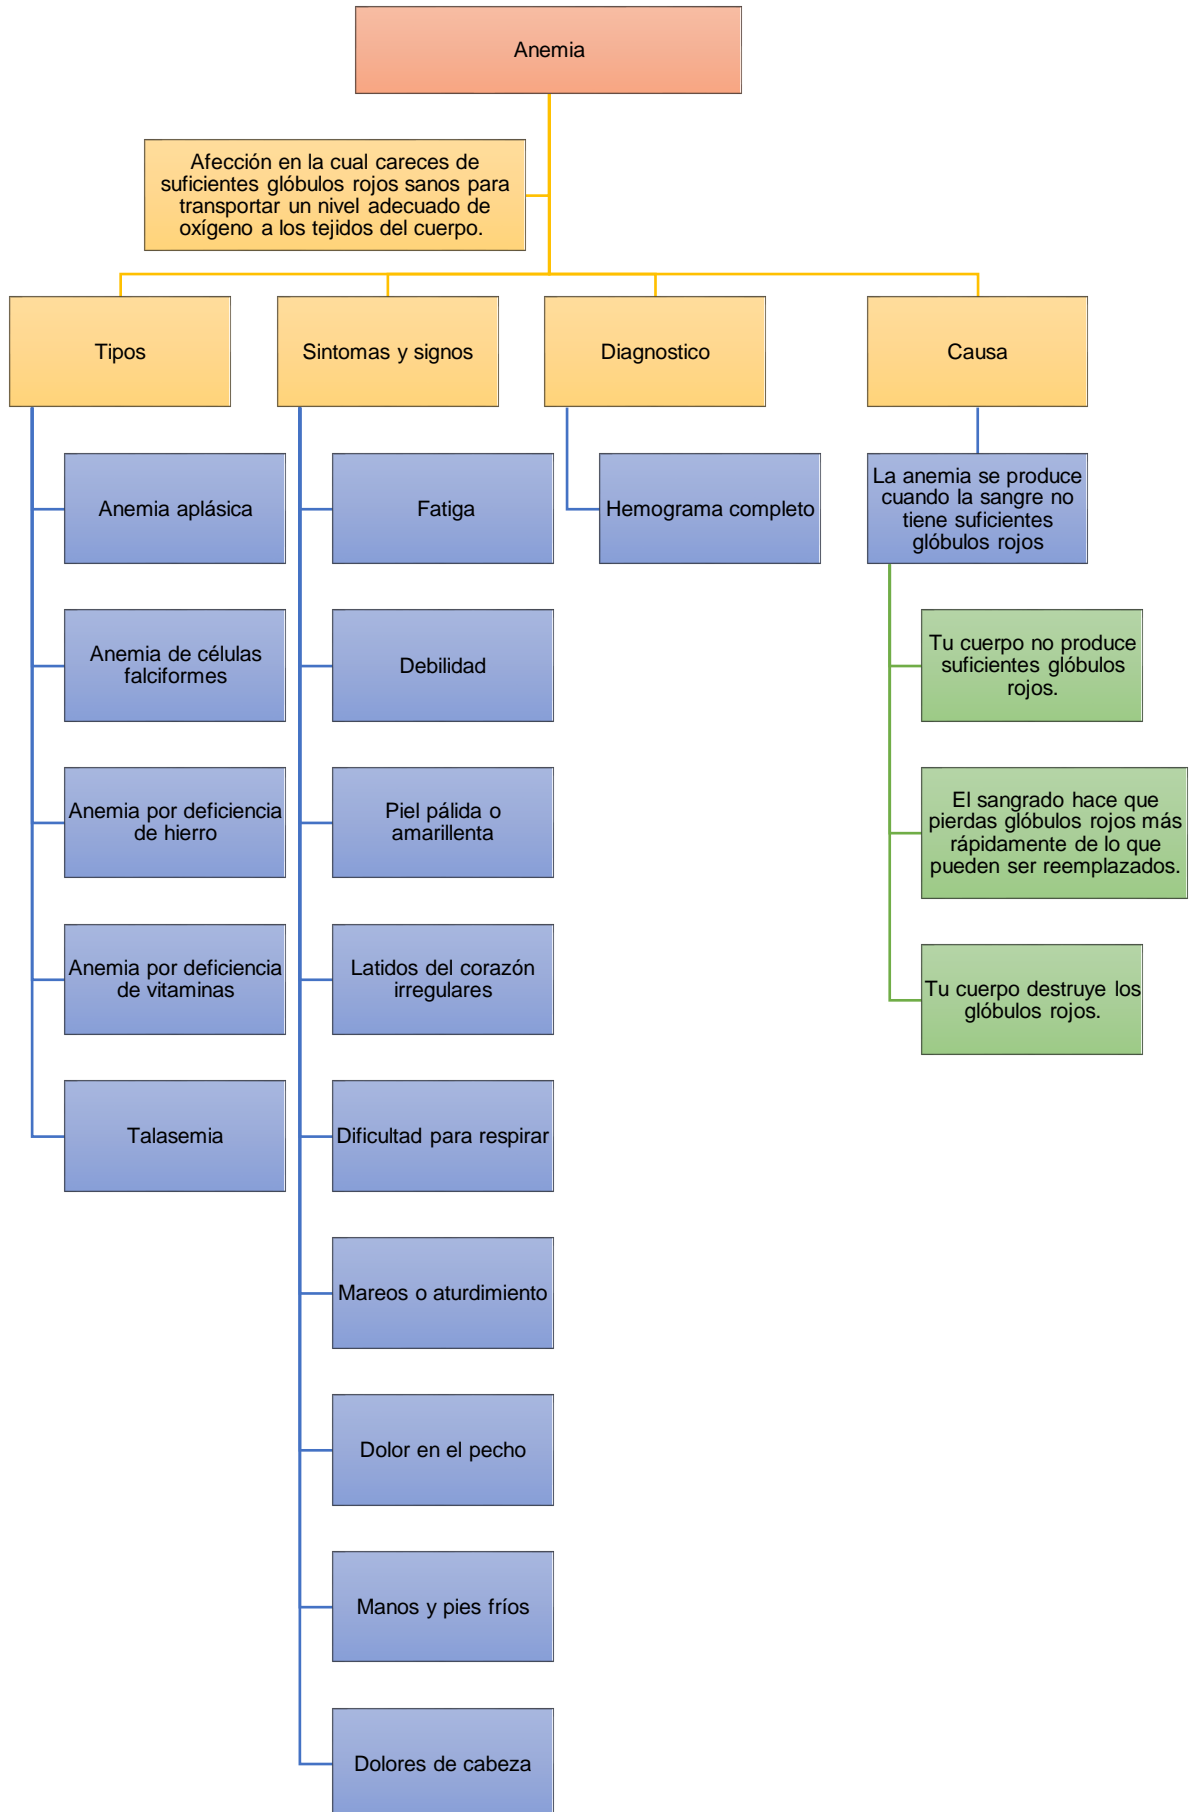 Anemia
Afección en la cual careces de
suficientes glóbulos rojos sanos para
transportar un nivel adecuado de
oxígeno a los tejidos del cuerpo.
Tipos
Anemia aplásica
Anemia de células
falciformes
Anemia por deficiencia
de hierro
Anemia por deficiencia
de vitaminas
Talasemia
Sintomas y signos
Fatiga
Debilidad
Piel pálida o
amarillenta
Latidos del corazón
irregulares
Dificultad para respirar
Mareos o aturdimiento
Dolor en el pecho
Manos y pies fríos
Dolores de cabeza
Diagnostico
Hemograma completo
Causa
La anemia se produce
cuando la sangre no
tiene suficientes
glóbulos rojos
Tu cuerpo no produce
suficientes glóbulos
rojos.
El sangrado hace que
pierdas glóbulos rojos más
rápidamente de lo que
pueden ser reemplazados.
Tu cuerpo destruye los
glóbulos rojos.